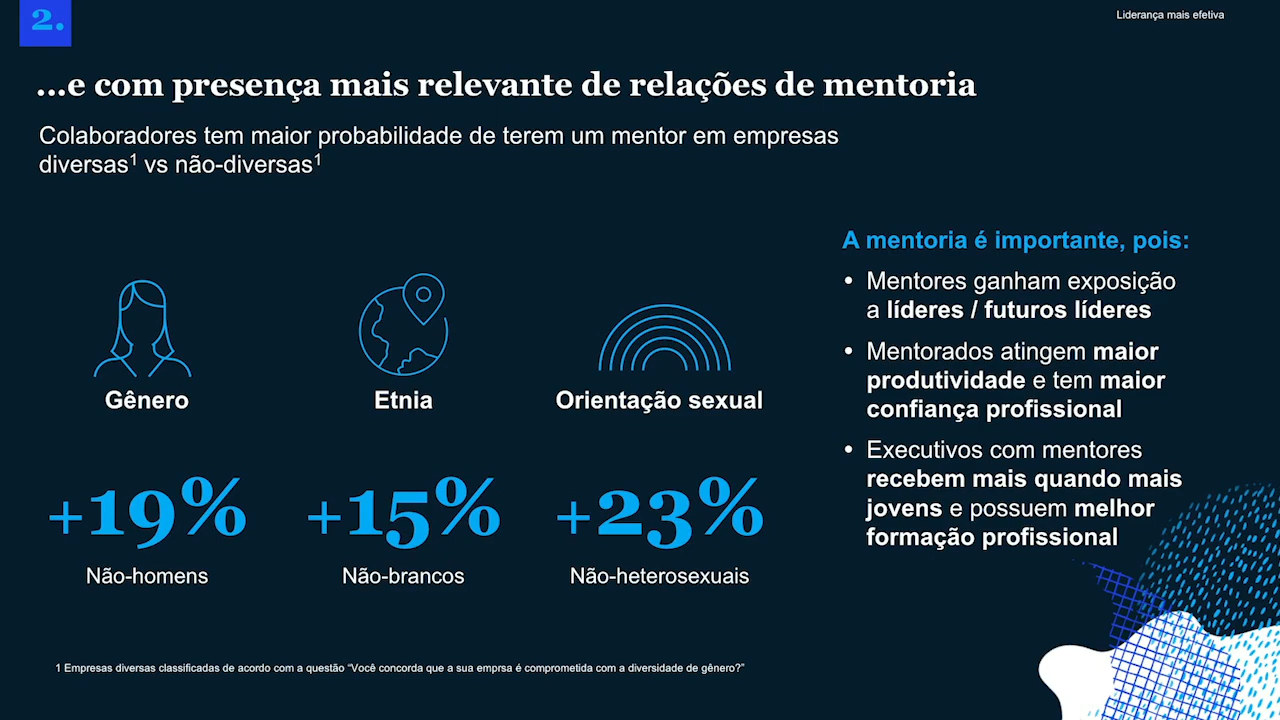 2.
Liderança mais efetiva
...e com presença mais relevante de relações de mentoria
Colaboradores tem maior probabilidade de terem um mentor em empresas
diversas¹ vs não-diversas¹
Gênero
+19%
Não-homens
Etnia
+15%
Não-brancos
Orientação sexual
+23%
Não-heterosexuais
A mentoria é importante, pois:
• Mentores ganham exposição
a líderes / futuros líderes
• Mentorados atingem maior
produtividade e tem maior
confiança profissional
• Executivos com mentores
recebem mais quando mais
jovens e possuem melhor
formação profissional
1 Empresas diversas classificadas de acordo com a questão “Você concorda que a sua emprsa é comprometida com a diversidade de gênero?”